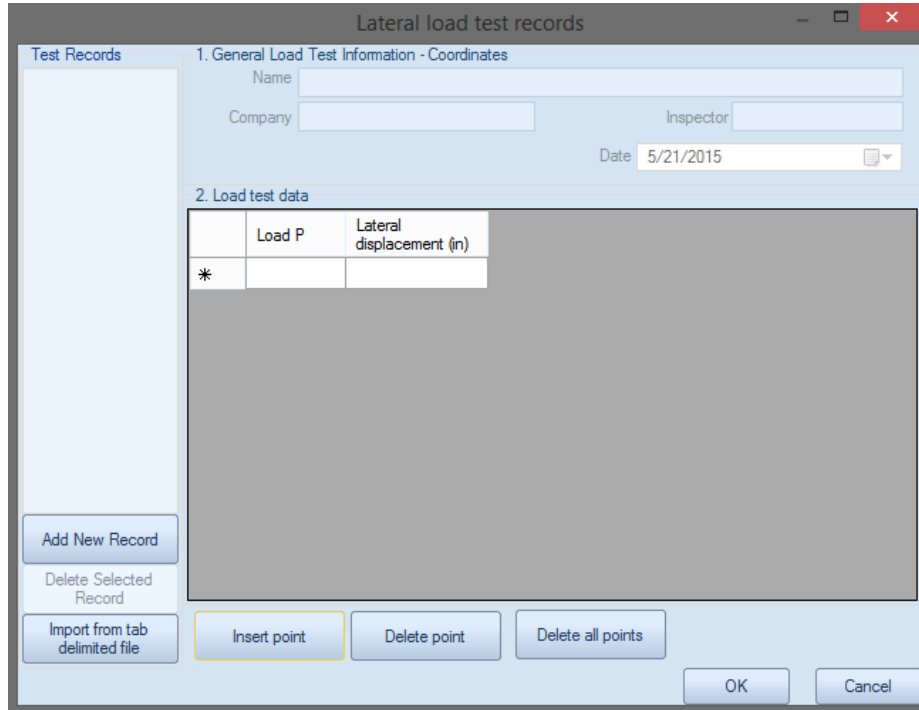 Lateral load test records
Test Records
1. General Load Test Information - Coordinates
Name
Company
Inspector
Date 5/21/2015
2. Load test data
Load P
Lateral
displacement (in)
*
Add New Record
Delete Selected
Record
Import from tab
delimited file
Insert point
Delete point
Delete all points
OK
Cancel